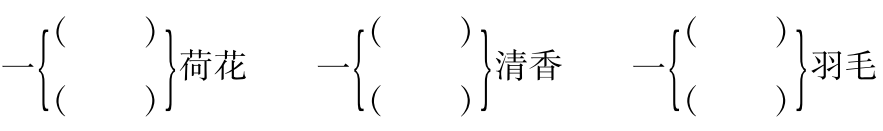 一{( ) ( )}荷花 一{( ) ( )}清香 一{( ) ( )}羽毛